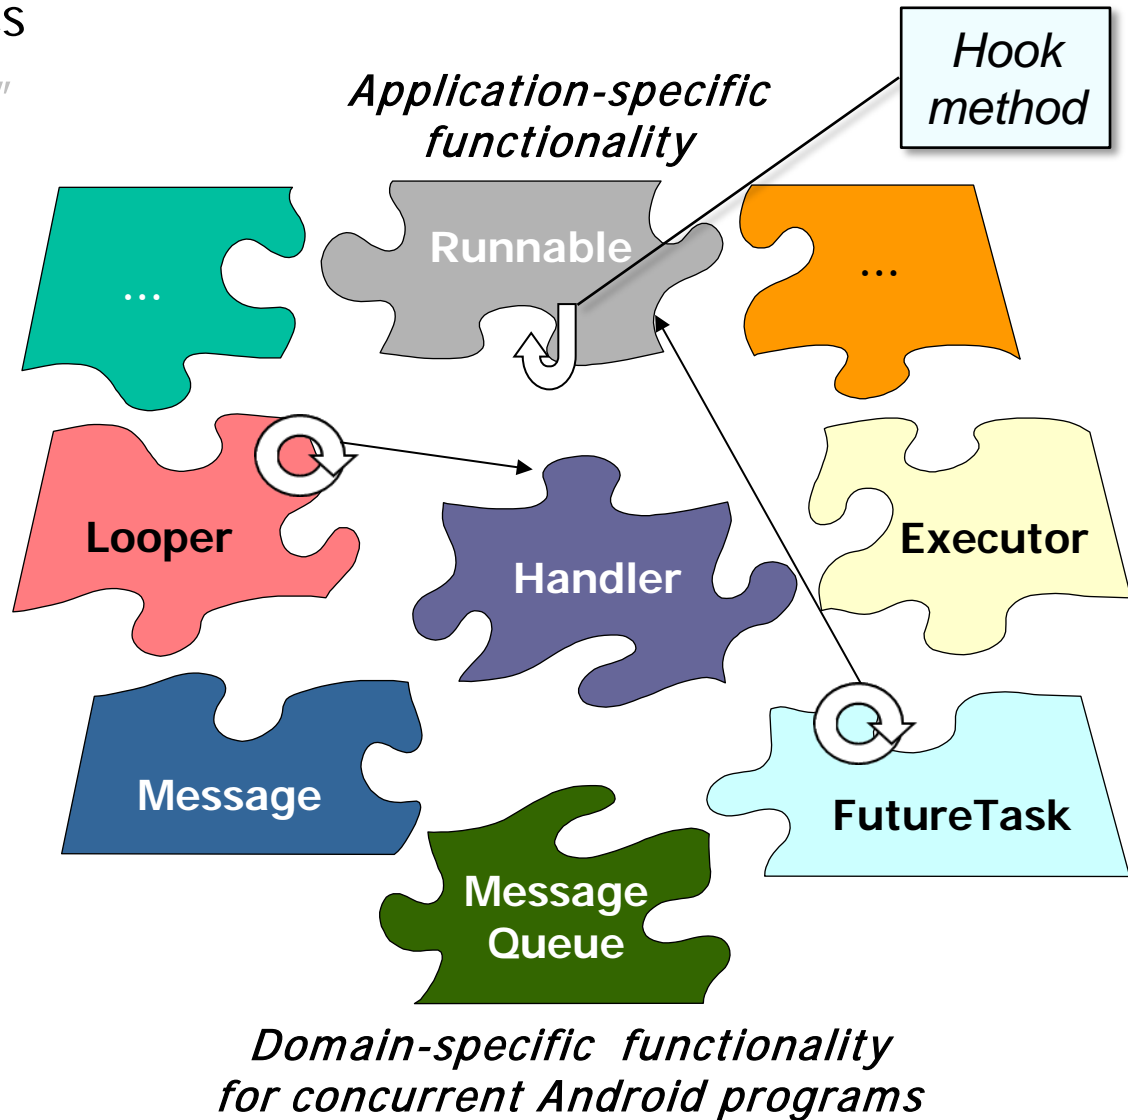 s
"
Hook
method
Application-specific
functionality
...
Runnable
...
Looper
Handler
Executor
Message
FutureTask
Message
Queue
Domain-specific functionality
for concurrent Android programs